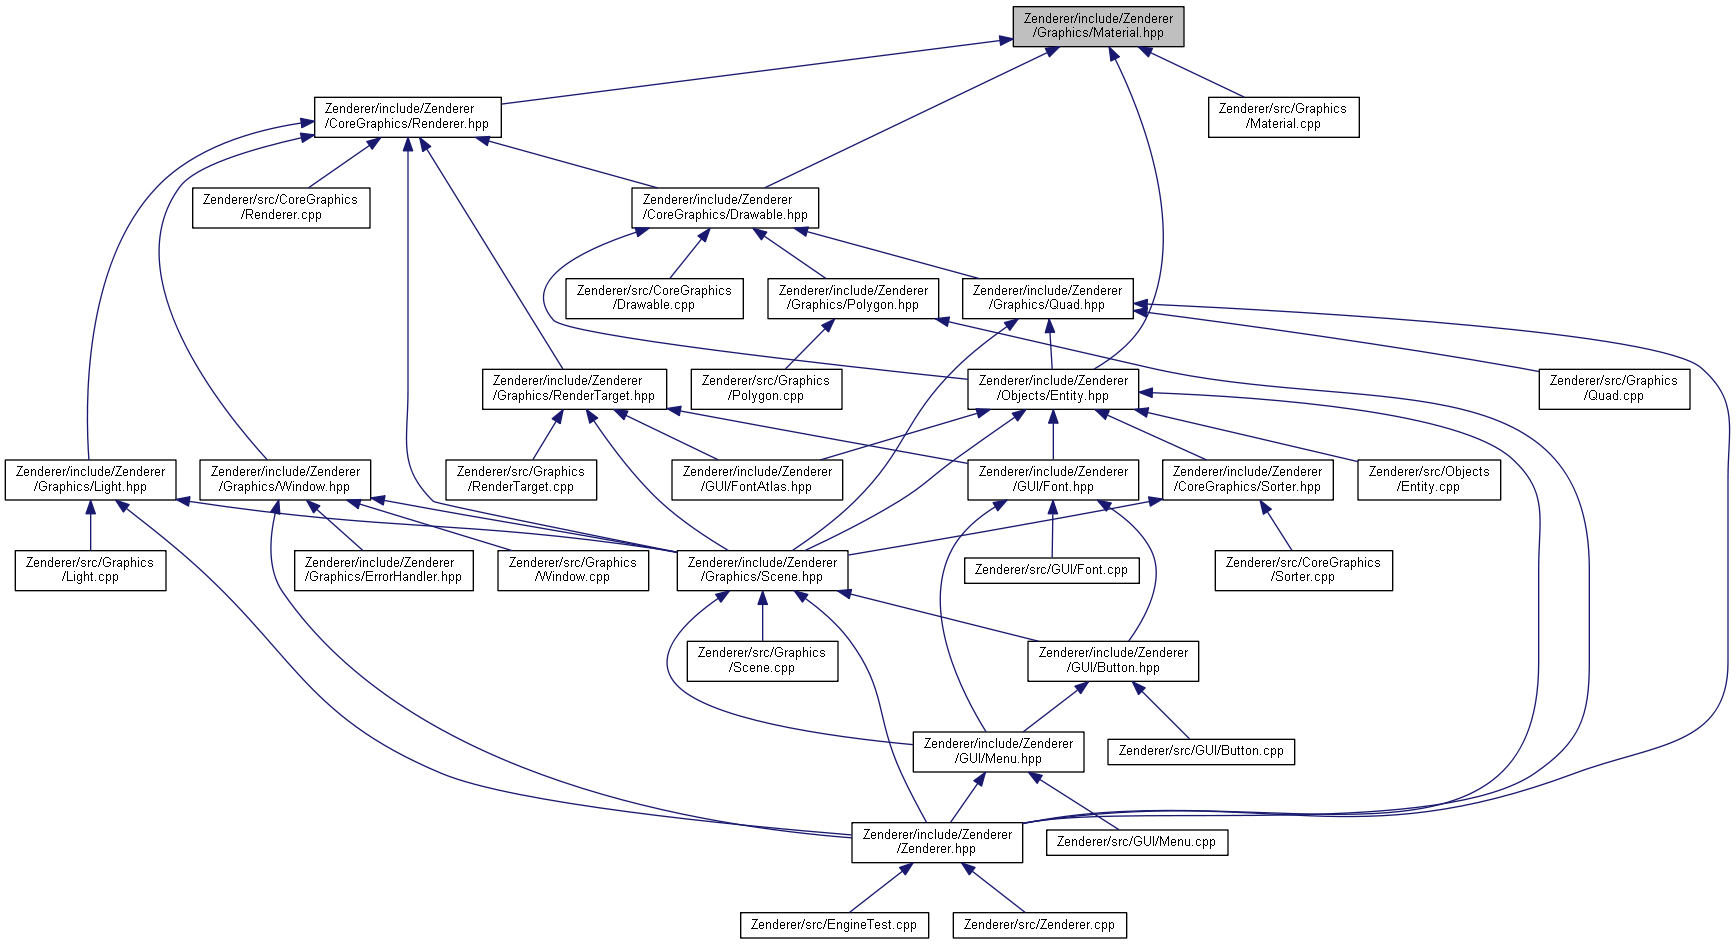 Zenderer/include/Zenderer
/Graphics/Material.hpp
Zenderer/include/Zenderer
/CoreGraphics/Renderer.hpp
Zenderer/src/Graphics
/Material.cpp
Zenderer/src/CoreGraphics
/Renderer.cpp
Zenderer/include/Zenderer
/CoreGraphics/Drawable.hpp
Zenderer/src/CoreGraphics
/Drawable.cpp
Zenderer/include/Zenderer
/Graphics/Polygon.hpp
Zenderer/include/Zenderer
/Graphics/Quad.hpp
Zenderer/include/Zenderer
/Graphics/RenderTarget.hpp
Zenderer/src/Graphics
/Polygon.cpp
Zenderer/include/Zenderer
/Objects/Entity.hpp
Zenderer/src/Graphics
/Quad.cpp
Zenderer/include/Zenderer
/Graphics/Light.hpp
Zenderer/include/Zenderer
/Graphics/Window.hpp
Zenderer/src/Graphics
/RenderTarget.cpp
Zenderer/include/Zenderer
/GUI/FontAtlas.hpp
Zenderer/include/Zenderer
/GUI/Font.hpp
Zenderer/include/Zenderer
/CoreGraphics/Sorter.hpp
Zenderer/src/Objects
/Entity.cpp
Zenderer/src/Graphics
/Light.cpp
Zenderer/include/Zenderer
/Graphics/ErrorHandler.hpp
Zenderer/src/Graphics
/Window.cpp
Zenderer/include/Zenderer
/Graphics/Scene.hpp
Zenderer/src/GUI/Font.cpp
Zenderer/src/CoreGraphics
/Sorter.cpp
Zenderer/src/Graphics
/Scene.cpp
Zenderer/include/Zenderer
/GUI/Button.hpp
Zenderer/include/Zenderer
/GUI/Menu.hpp
Zenderer/src/GUI/Button.cpp
Zenderer/include/Zenderer
/Zenderer.hpp
Zenderer/src/GUI/Menu.cpp
Zenderer/src/EngineTest.cpp
Zenderer/src/Zenderer.cpp